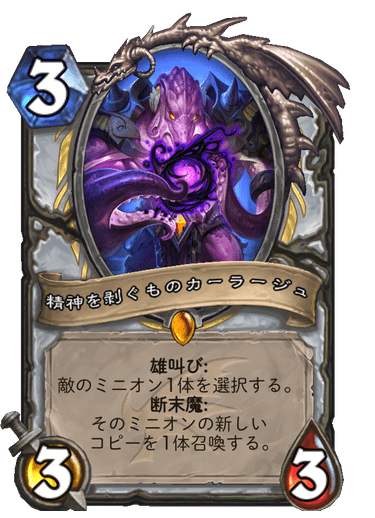 3
精神を剥ぐものカーラージュ
雄叫び:
敵のミニオン1体を選択する。
断末魔:
そのミニオンの新しい
コピーを1体召喚する。
3
3